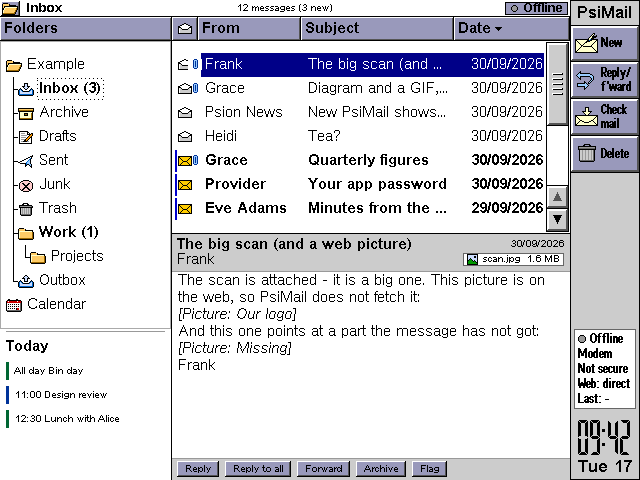 Inbox
12 messages (3 new)
Offline
PsiMail
Folders
From
Subject
Date
New
Reply/
f'ward
Check
mail
Delete
Example
Inbox (3)
Archive
Drafts
Sent
Junk
Trash
Work (1)
Projects
Outbox
Calendar
Frank The big scan (and ... 30/09/2026
Grace Diagram and a GIF,... 30/09/2026
Psion News New PsiMail shows... 30/09/2026
Heidi Tea? 30/09/2026
Grace Quarterly figures 30/09/2026
Provider Your app password 30/09/2026
Eve Adams Minutes from the ... 29/09/2026
The big scan (and a web picture)
30/09/2026
Frank
scan.jpg 1.6 MB
The scan is attached - it is a big one. This picture is on
the web, so PsiMail does not fetch it:
[Picture: Our logo]
And this one points at a part the message has not got:
[Picture: Missing]
Frank
Today
All day Bin day
11:00 Design review
12:30 Lunch with Alice
Reply
Reply to all
Forward
Archive
Flag
Offline
Modem
Not secure
Web: direct
Last: -
09:42
Tue 17